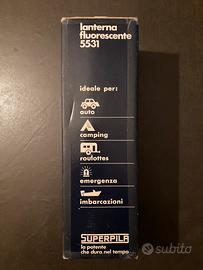 lanterna
fluorescente
5531
ideale per:
auto
camping
roulottes
emergenza
imbarcazioni
SUPERPILA
la potente
che dura nel tempo
subito